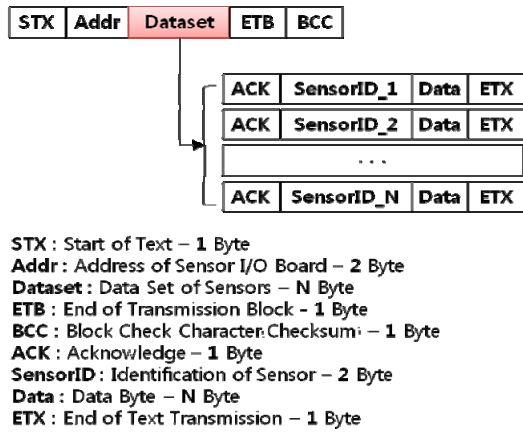 STX Addr Dataset ETB BCC
ACK SensorID_1 Data ETX
ACK SensorID_2 Data ETX
...
ACK SensorID_N Data ETX
STX : Start of Text – 1 Byte
Addr : Address of Sensor I/O Board – 2 Byte
Dataset : Data Set of Sensors – N Byte
ETB : End of Transmission Block - 1 Byte
BCC : Block Check Character(Checksum) – 1 Byte
ACK : Acknowledge – 1 Byte
SensorID : Identification of Sensor – 2 Byte
Data : Data Byte – N Byte
ETX : End of Text Transmission – 1 Byte